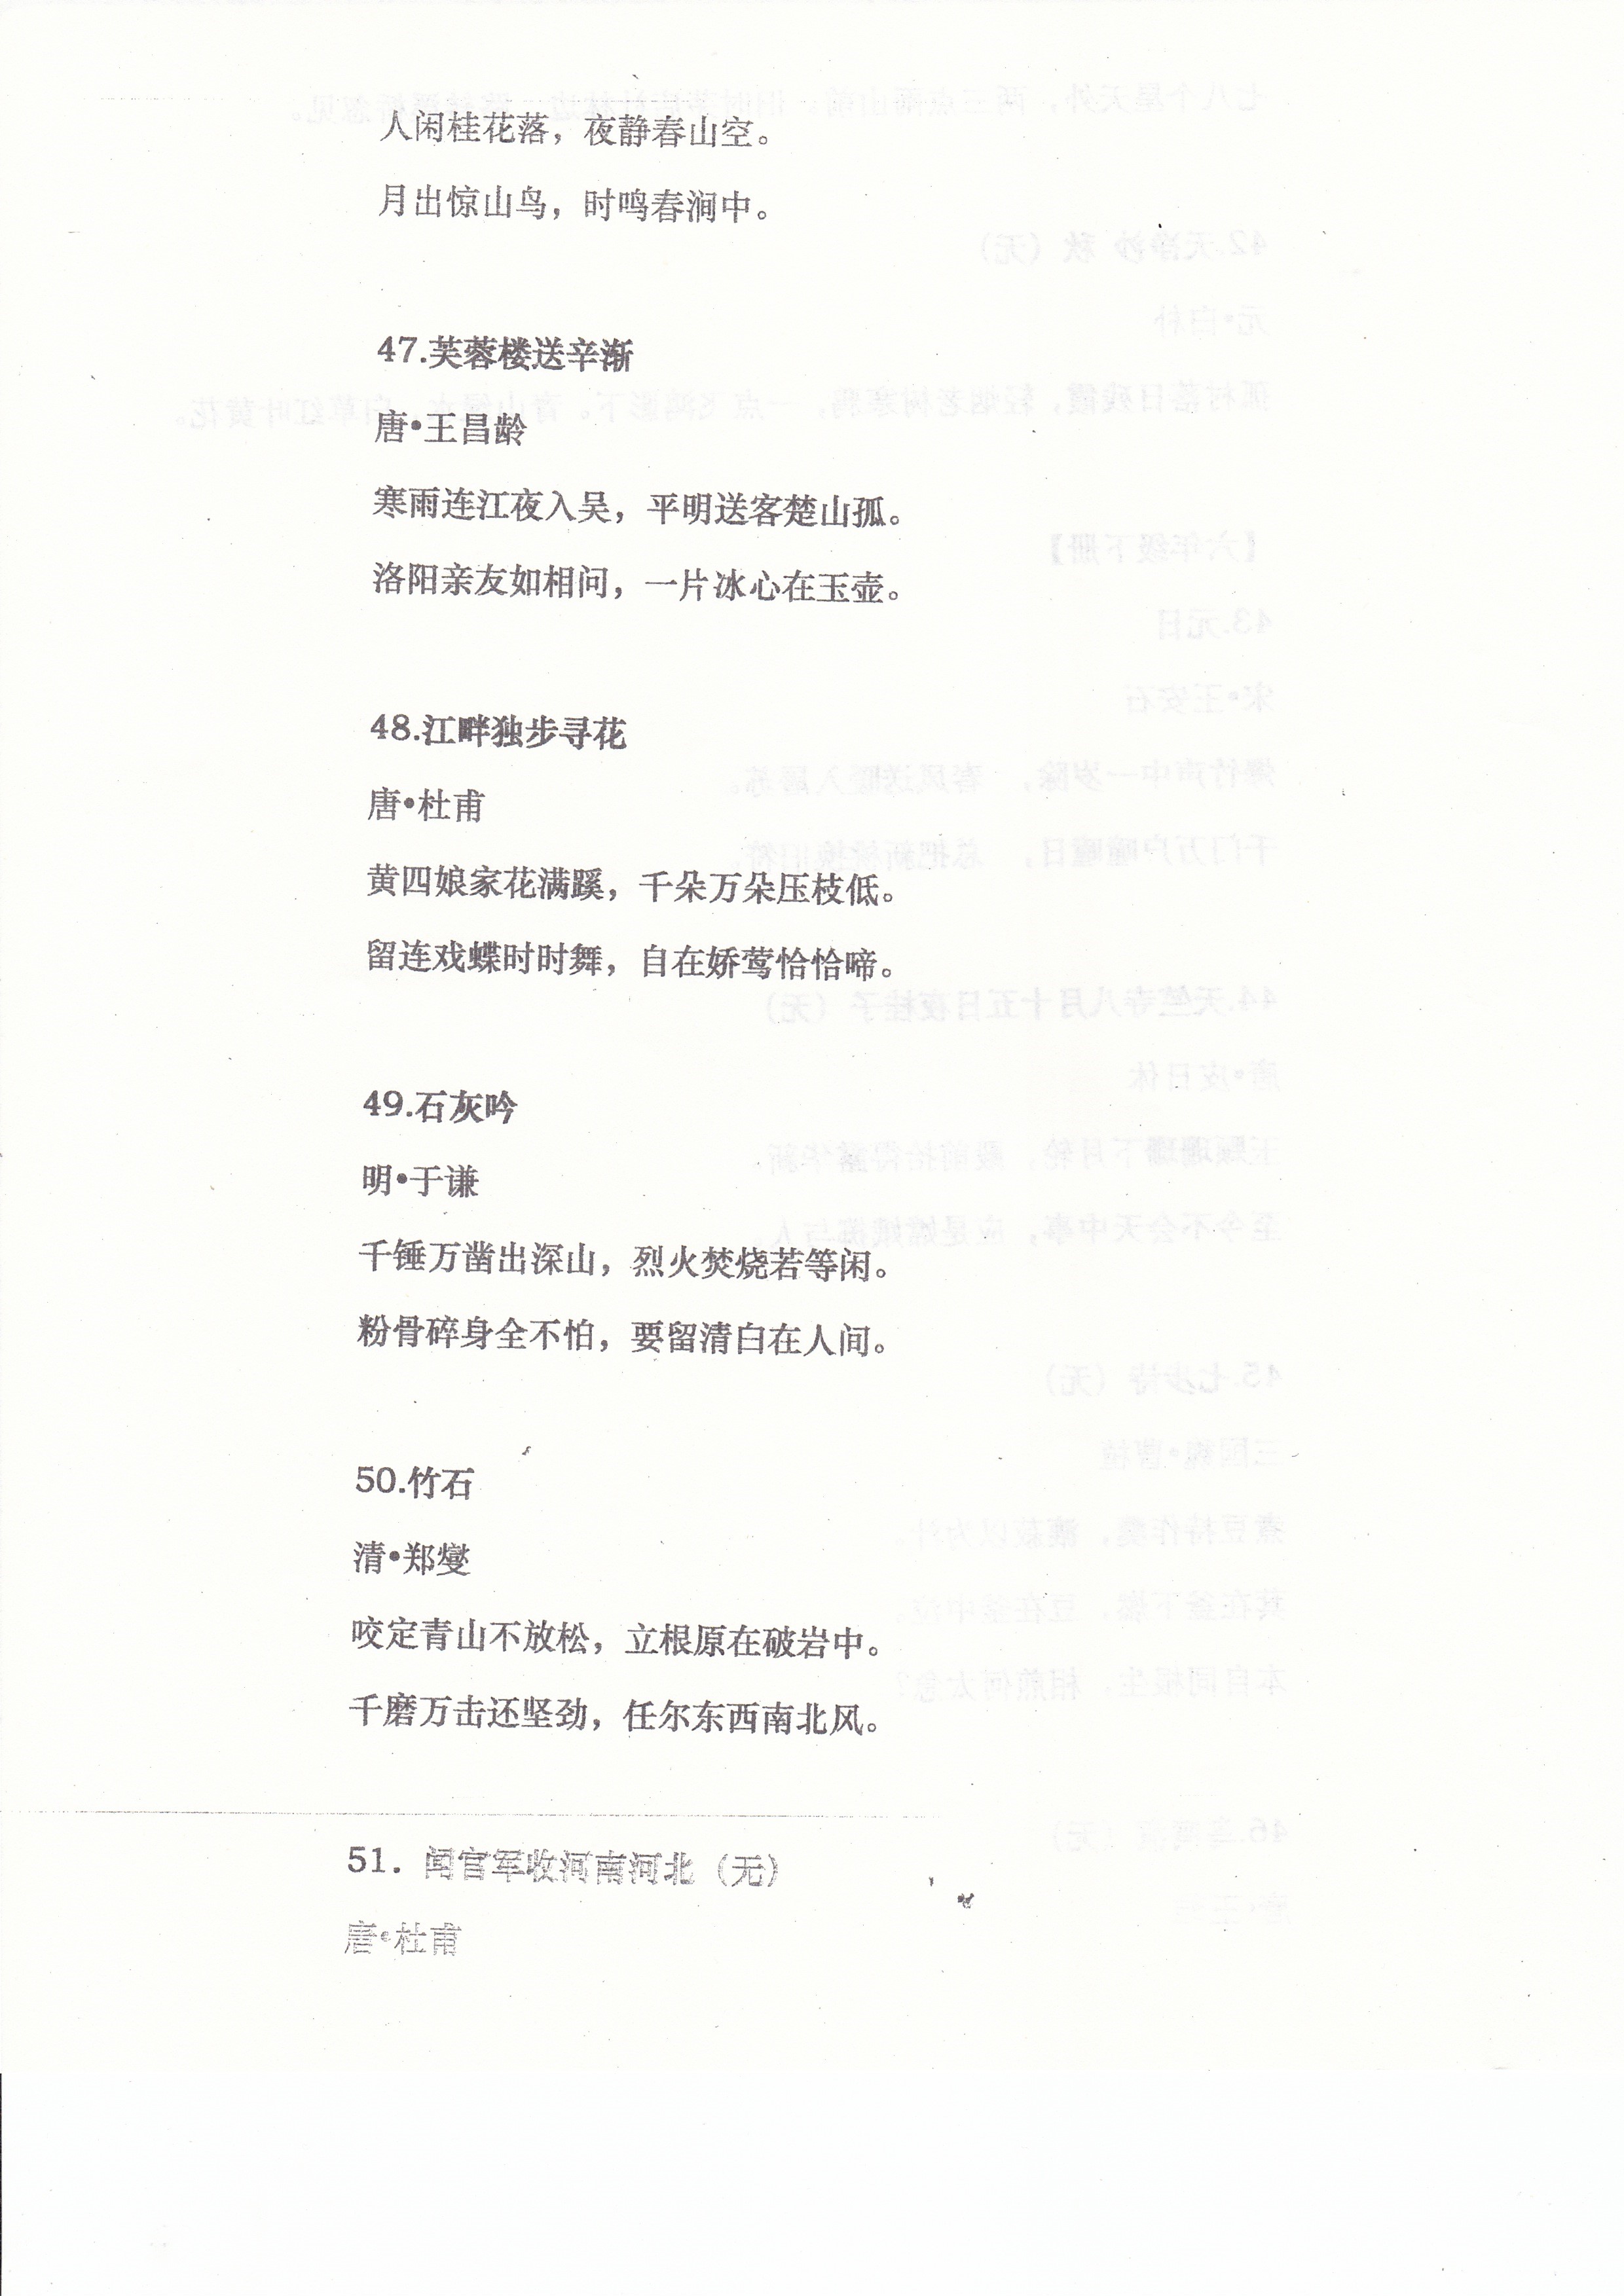 人闲桂花落，夜静春山空。
月出惊山鸟，时鸣春涧中。
47.芙蓉楼送辛渐
唐•王昌龄
寒雨连江夜入吴，平明送客楚山孤。
洛阳亲友如相问，一片冰心在玉壶。
48.江畔独步寻花
唐•杜甫
黄四娘家花满蹊，千朵万朵压枝低。
留连戏蝶时时舞，自在娇莺恰恰啼。
49.石灰吟
明•于谦
千锤万凿出深山，烈火焚烧若等闲。
粉骨碎身全不怕，要留清白在人间。
50.竹石
清•郑燮
咬定青山不放松，立根原在破岩中。
千磨万击还坚劲，任尔东西南北风。
51. 闻官军收河南河北（无）
唐•杜甫